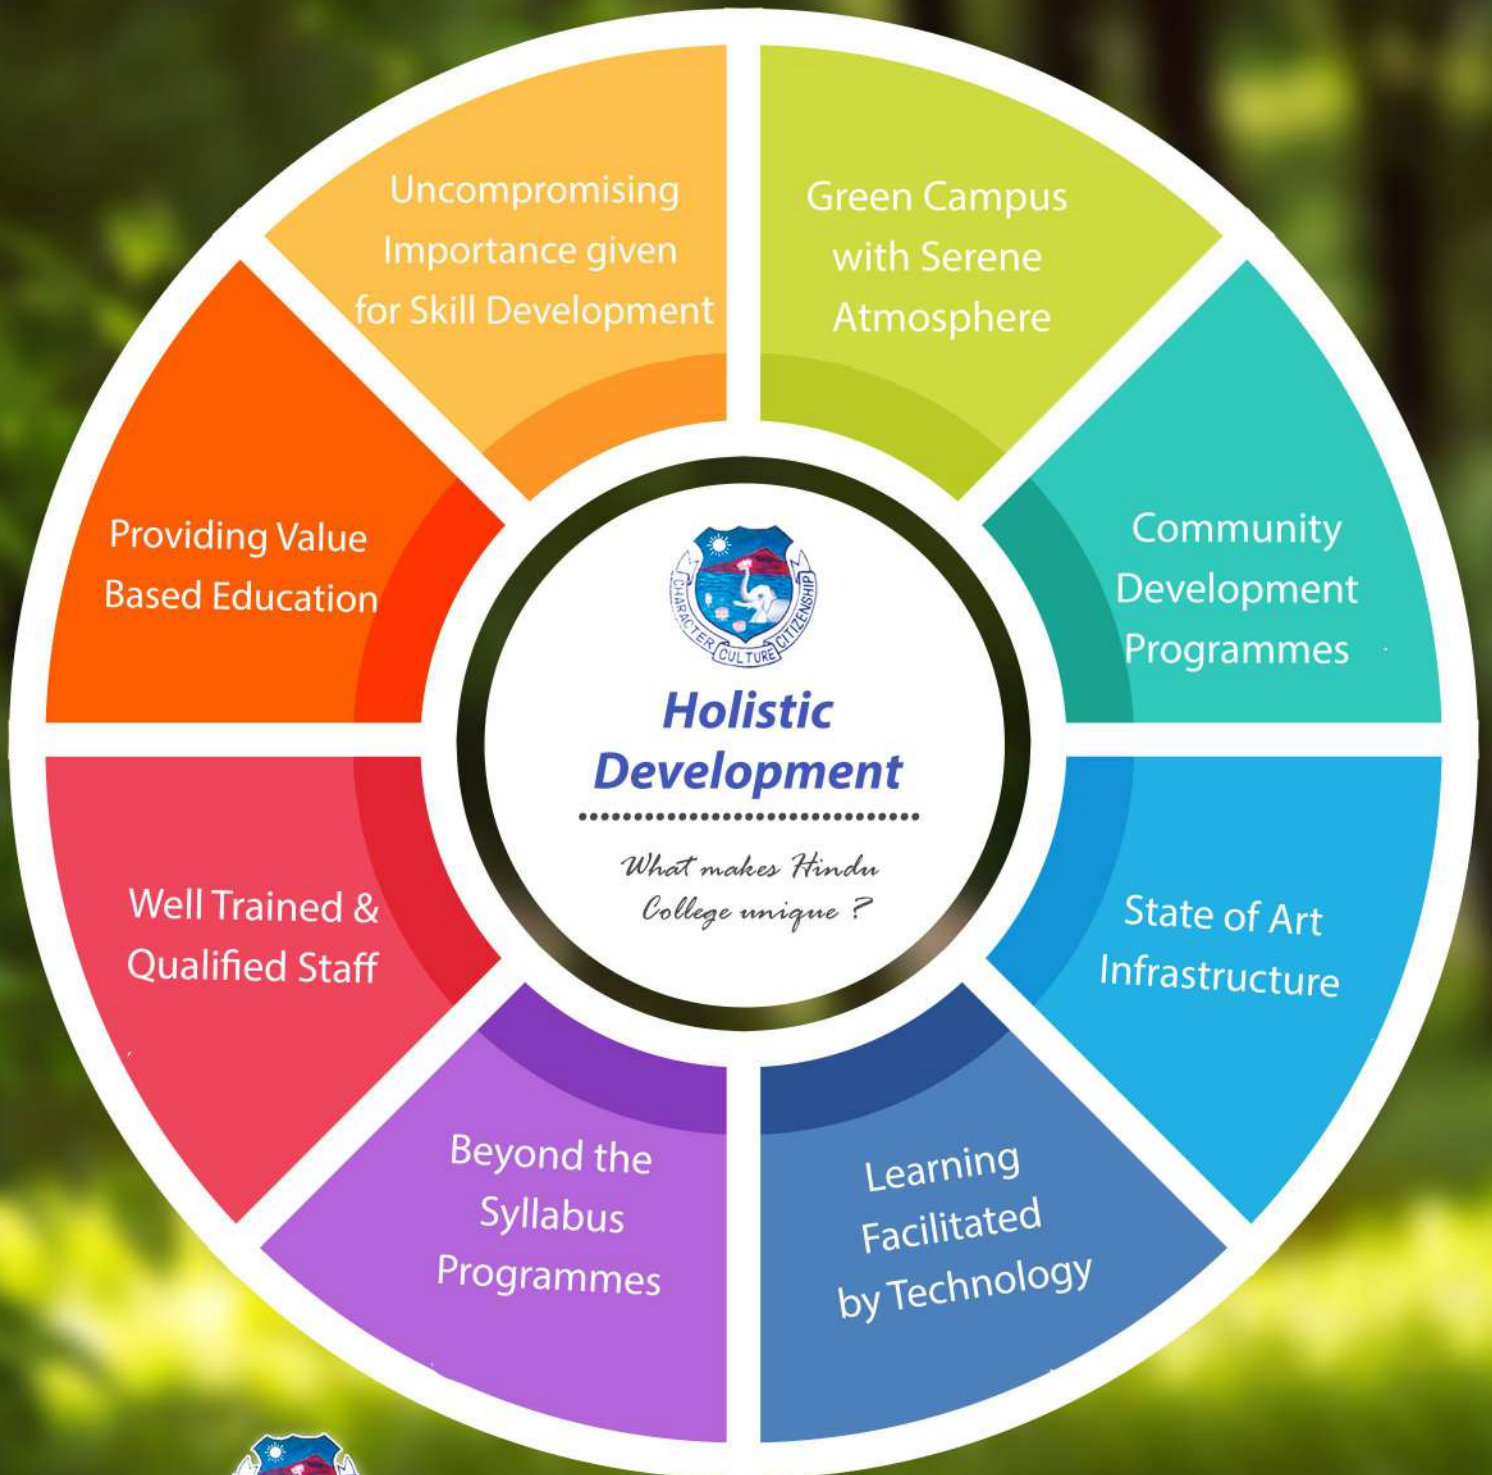 Uncompromising
Importance given
for Skill Development
Green Campus
with Serene
Atmosphere
Community
Development
Programmes
State of Art
Infrastructure
Learning
Facilitated
by Technology
Beyond the
Syllabus
Programmes
Well Trained &
Qualified Staff
Providing Value
Based Education
CHARACTER CULTURE CITIZENSHIP
Holistic
Development
What makes Hindu
College unique ?